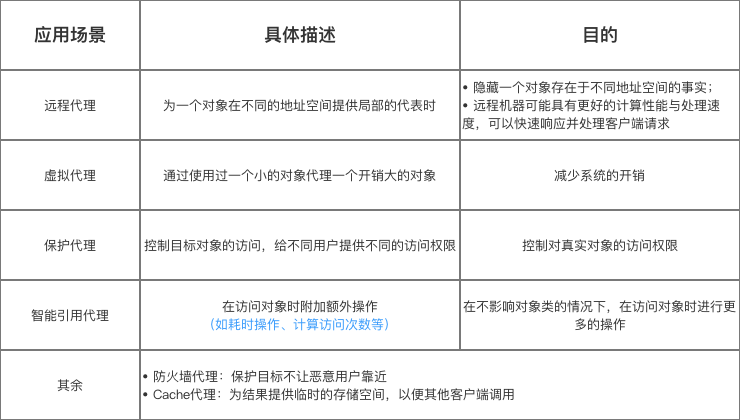 应用场景
具体描述
目的
远程代理
为一个对象在不同的地址空间提供局部的代表时
• 隐藏一个对象存在于不同地址空间的事实；
• 远程机器可能具有更好的计算性能与处理速
度，可以快速响应并处理客户端请求
虚拟代理
通过使用过一个小的对象代理一个开销大的对象
减少系统的开销
保护代理
控制目标对象的访问，给不同用户提供不同的访问权限
控制对真实对象的访问权限
智能引用代理
在访问对象时附加额外操作
（如耗时操作、计算访问次数等）
在不影响对象类的情况下，在访问对象时进行更
多的操作
其余
• 防火墙代理：保护目标不让恶意用户靠近
• Cache代理：为结果提供临时的存储空间，以便其他客户端调用